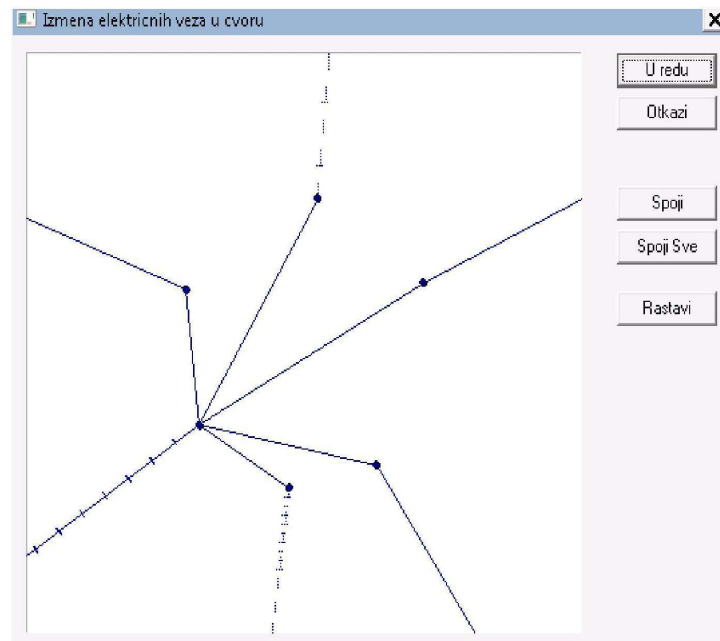 Izmena elektricnih veza u cvoru
U redu
Otkazi
Spoji
Spoji Sve
Rastavi